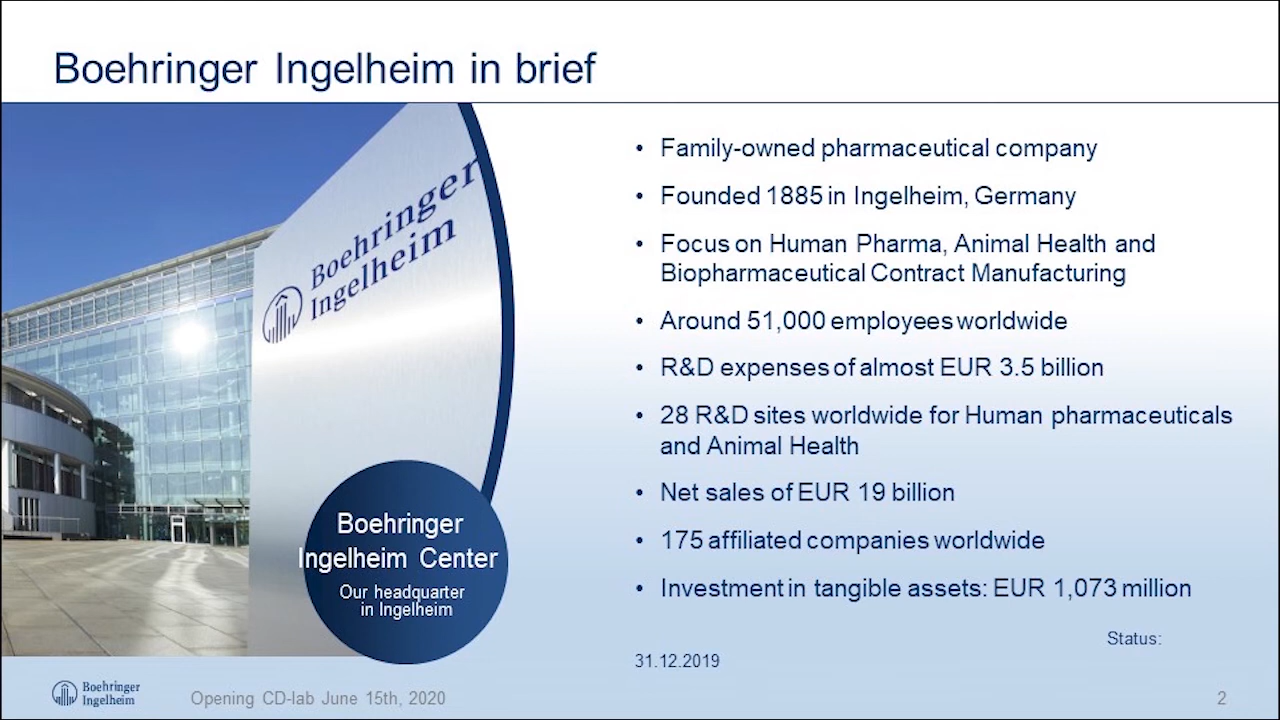 Boehringer Ingelheim in brief
Boehringer
Ingelheim
Boehringer
Ingelheim Center
Our headquarter
in Ingelheim
• Family-owned pharmaceutical company
• Founded 1885 in Ingelheim, Germany
• Focus on Human Pharma, Animal Health and
Biopharmaceutical Contract Manufacturing
• Around 51,000 employees worldwide
• R&D expenses of almost EUR 3.5 billion
• 28 R&D sites worldwide for Human pharmaceuticals
and Animal Health
• Net sales of EUR 19 billion
• 175 affiliated companies worldwide
• Investment in tangible assets: EUR 1,073 million
Status:
31.12.2019
Boehringer
Ingelheim
Opening CD-lab June 15th, 2020
2